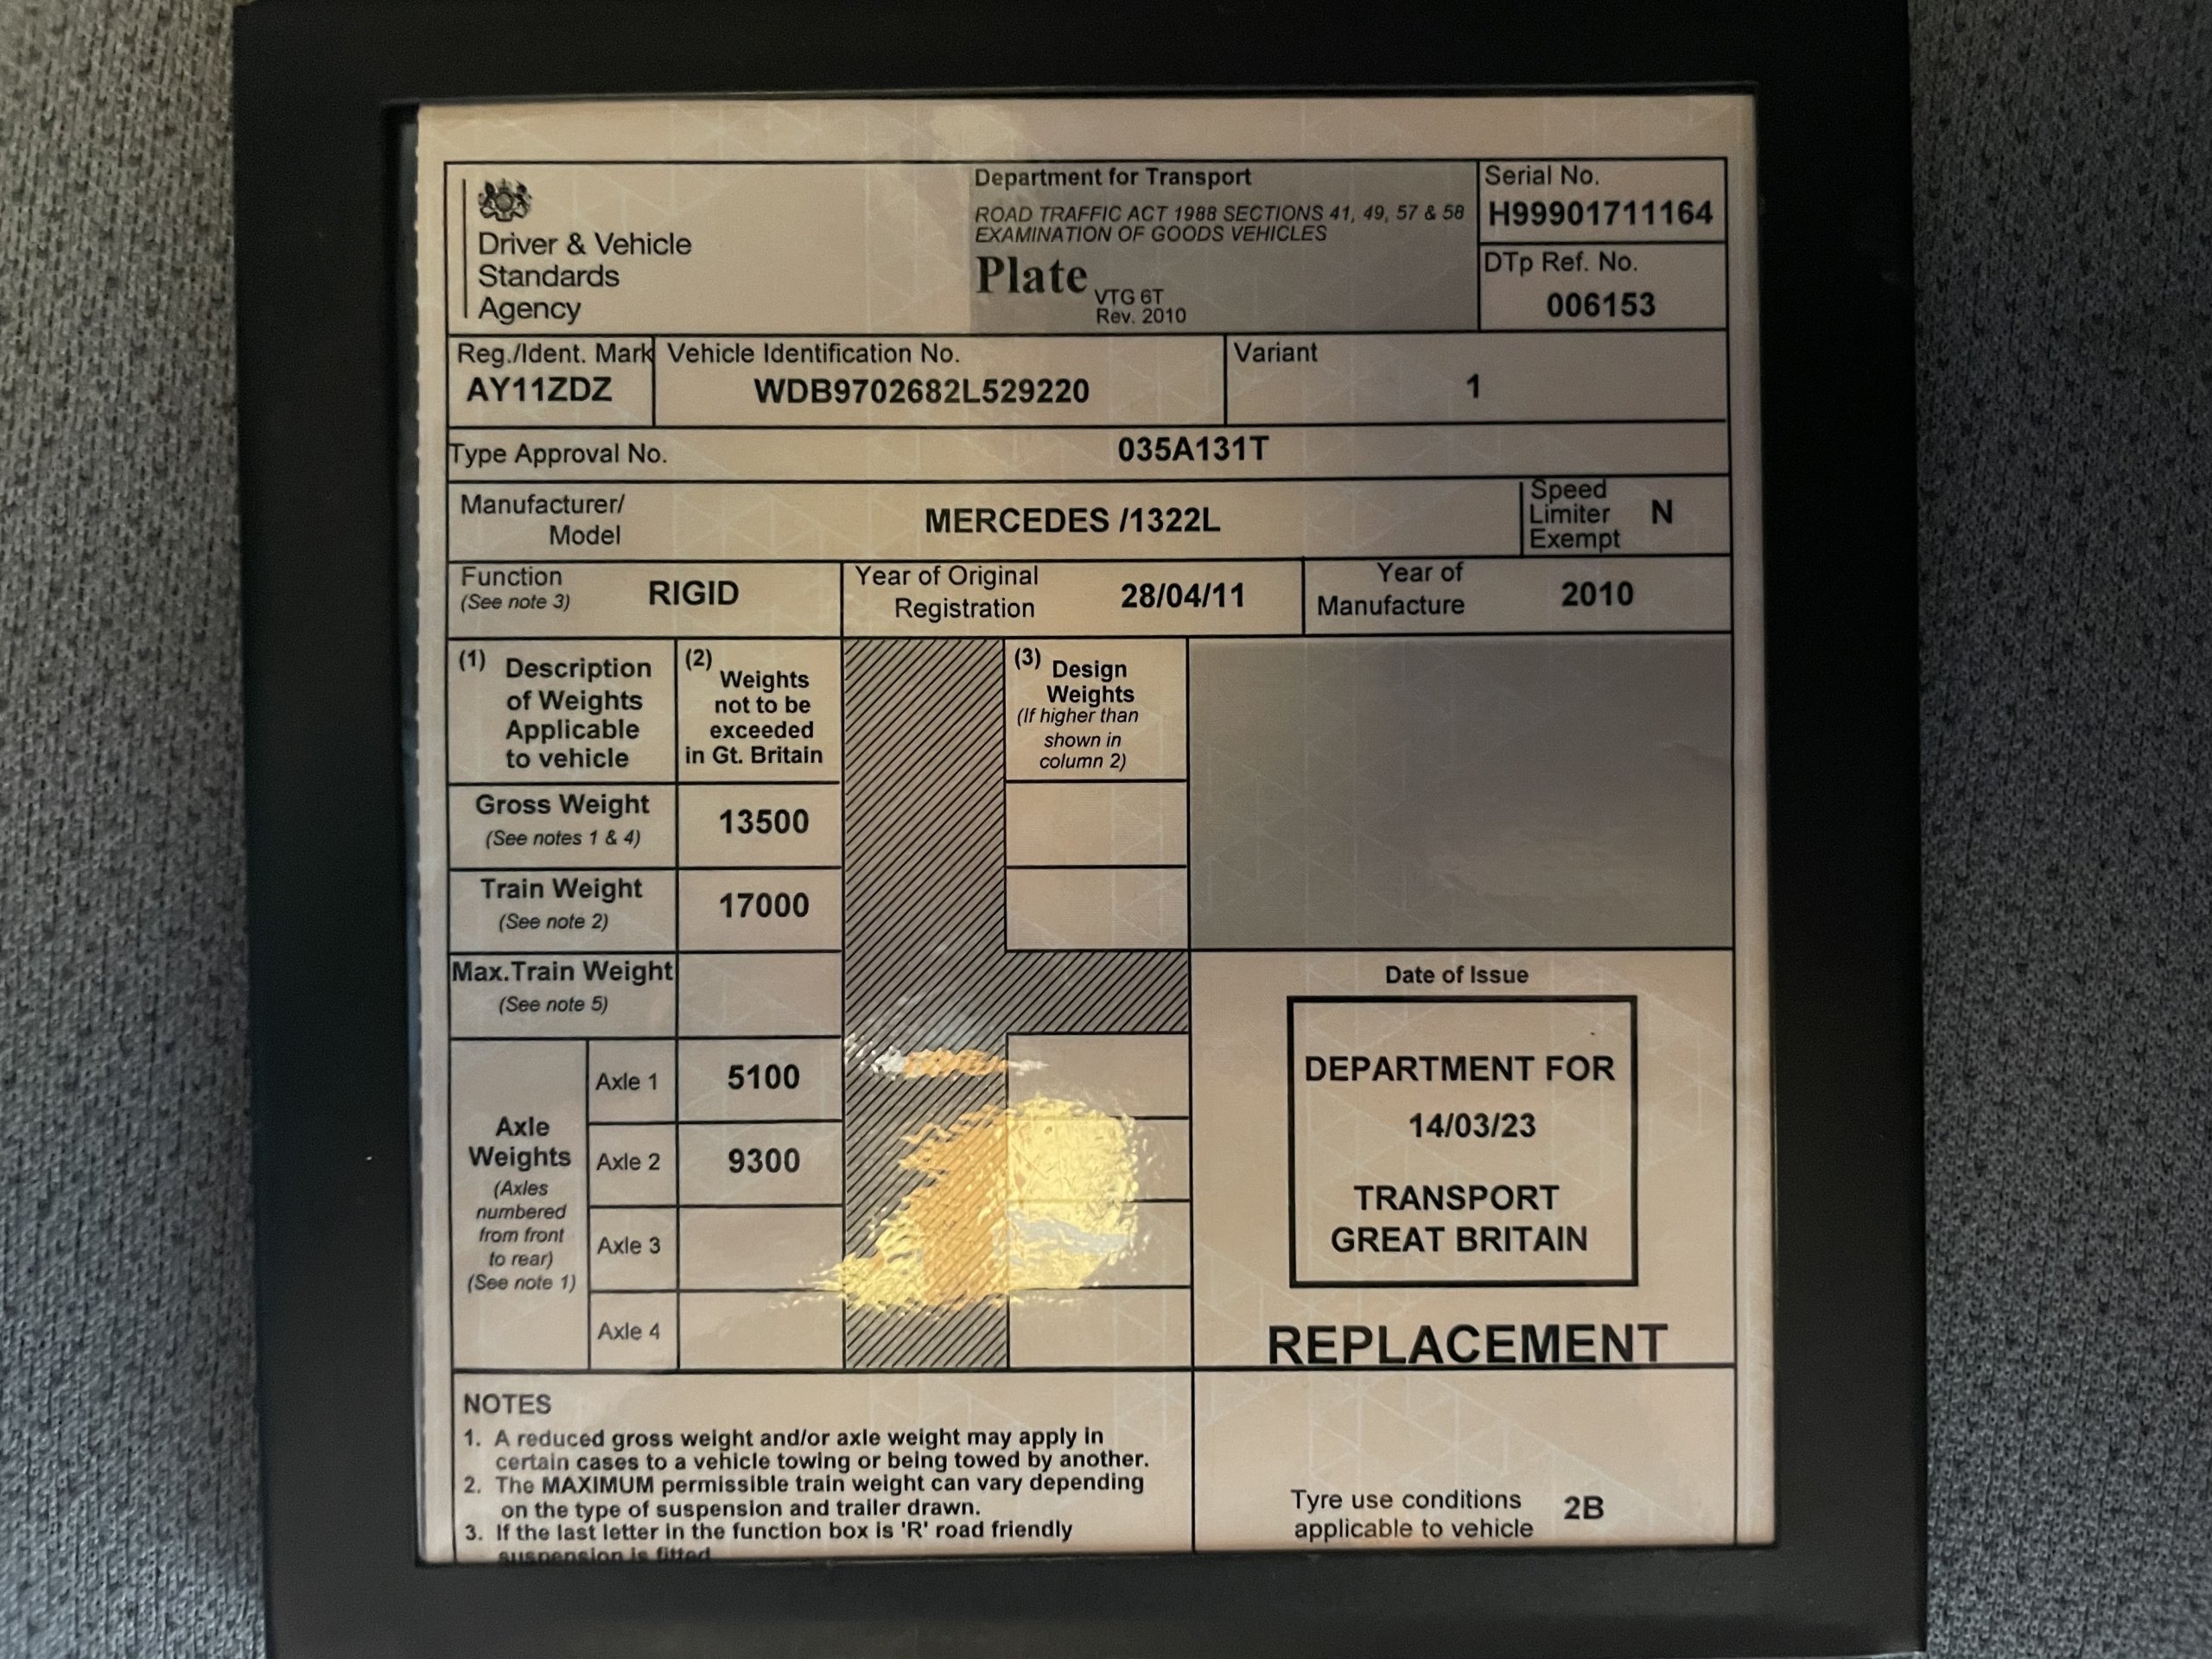 Driver & Vehicle
Standards
Agency
Department for Transport
ROAD TRAFFIC ACT 1988 SECTIONS 41, 49, 57 & 58
EXAMINATION OF GOODS VEHICLES
Plate
VTG 6T
Rev. 2010
Serial No.
H99901711164
DTp Ref. No.
006153
Reg./Ident. Mark
AY11ZDZ
Vehicle Identification No.
WDB9702682L529220
Variant
1
Type Approval No.
035A131T
Manufacturer/
Model
MERCEDES /1322L
Speed
Limiter
Exempt
N
Function
(See note 3)
RIGID
Year of Original
Registration
28/04/11
Year of
Manufacture
2010
(1) Description
of Weights
Applicable
to vehicle
(2) Weights
not to be
exceeded
in Gt. Britain
(3) Design
Weights
(If higher than
shown in
column 2)
Gross Weight
(See notes 1 & 4)
13500
Train Weight
(See note 2)
17000
Max.Train Weight
(See note 5)
Axle
Weights
(Axles
numbered
from front
to rear)
(See note 1)
Axle 1
5100
Axle 2
9300
Axle 3
Axle 4
Date of Issue
DEPARTMENT FOR
14/03/23
TRANSPORT
GREAT BRITAIN
REPLACEMENT
NOTES
1. A reduced gross weight and/or axle weight may apply in
certain cases to a vehicle towing or being towed by another.
2. The MAXIMUM permissible train weight can vary depending
on the type of suspension and trailer drawn.
3. If the last letter in the function box is 'R' road friendly
suspension is fitted
Tyre use conditions
applicable to vehicle
2B